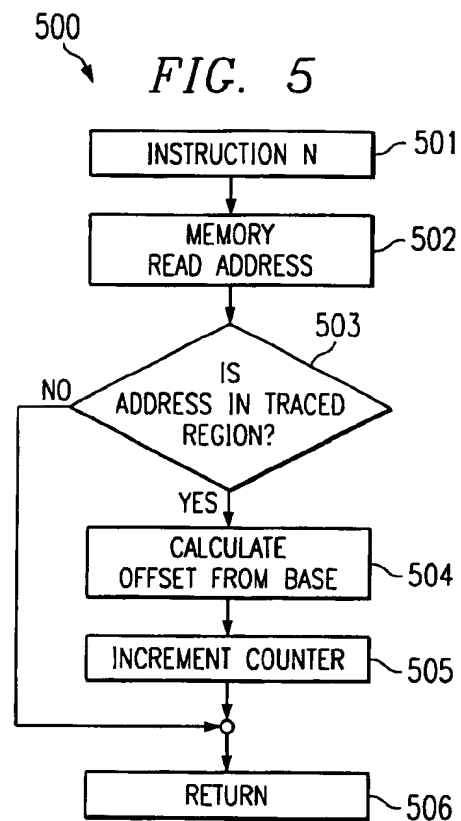 500
FIG. 5
INSTRUCTION N
501
MEMORY
READ ADDRESS
502
503
IS
ADDRESS IN TRACED
REGION?
NO
YES
CALCULATE
OFFSET FROM BASE
504
INCREMENT COUNTER
505
RETURN
506